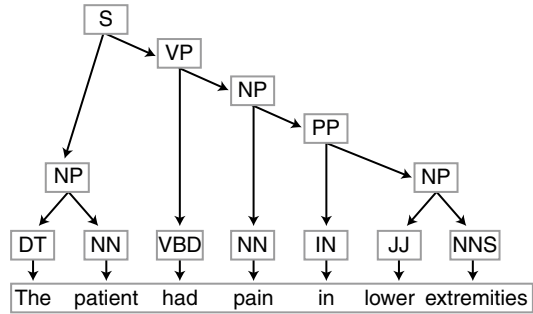 S
VP
NP
PP
NP NP
DT NN VBD NN IN JJ NNS
The patient had pain in lower extremities